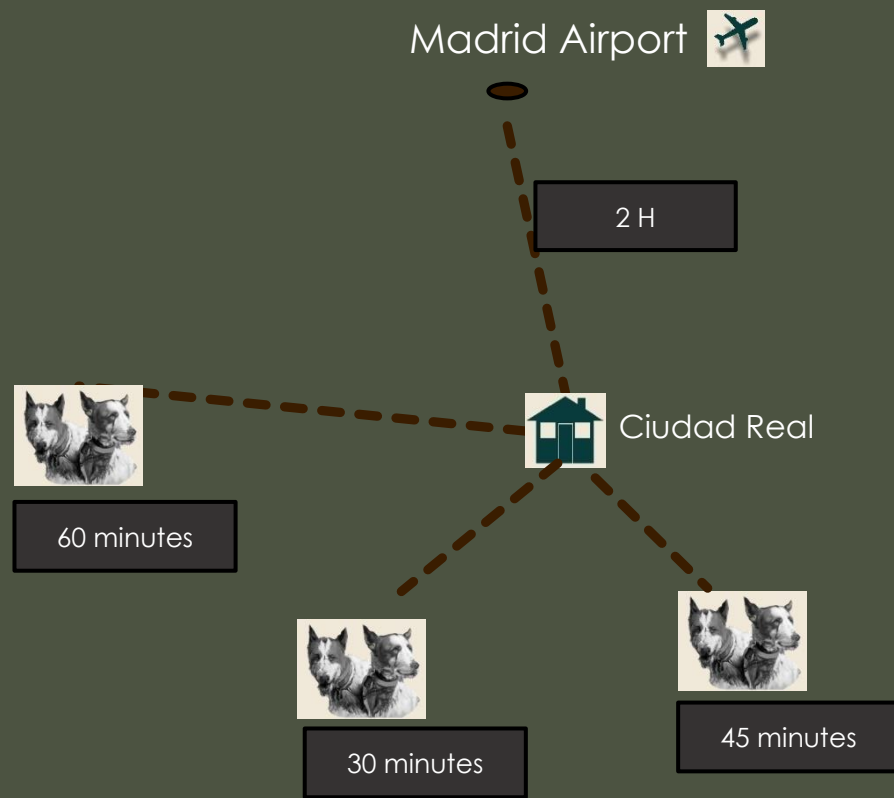 Madrid Airport
2 H
Ciudad Real
60 minutes
45 minutes
30 minutes